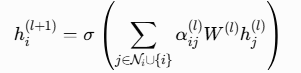 $$h_i^{(l+1)} = \sigma \left( \sum_{j \in \mathcal{N}_i \cup \{i\}} \alpha_{ij}^{(l)} W^{(l)} h_j^{(l)} \right)$$